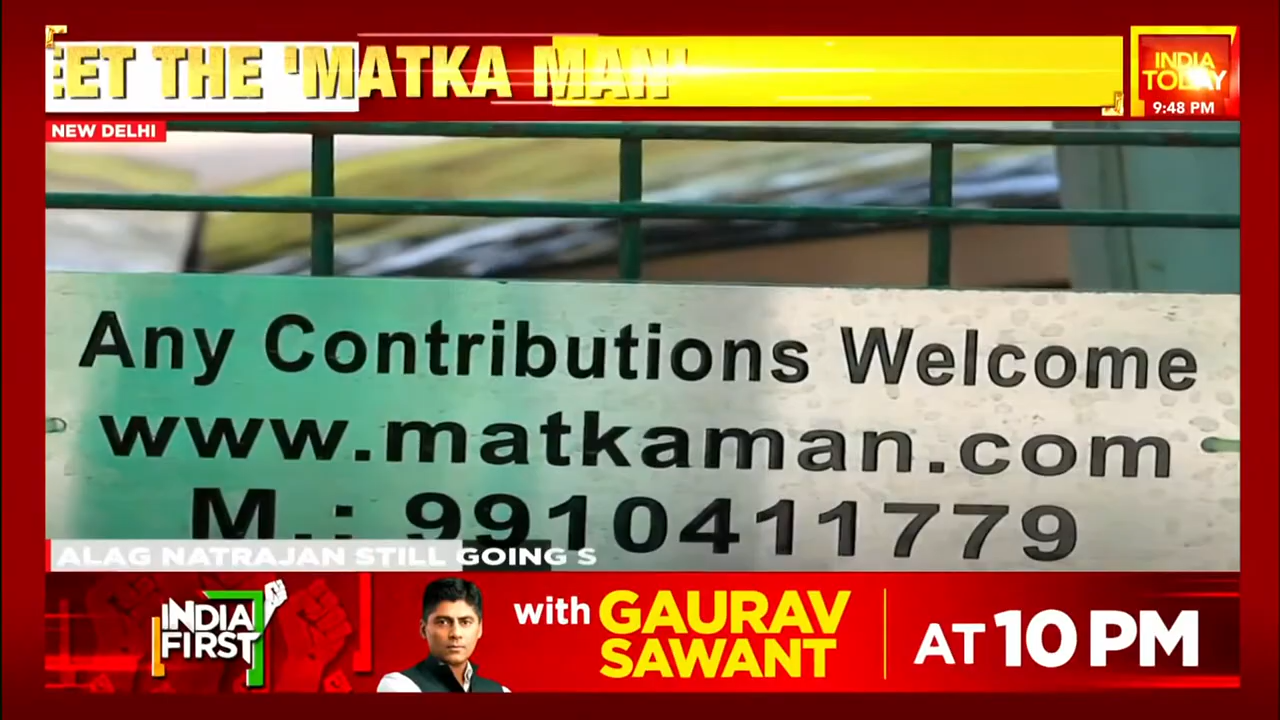 EET THE 'MATKA MAN'
INDIA
TODAY
9:48 PM
NEW DELHI
Any Contributions Welcome
www.matkaman.com
M.: 9910411779
ALAG NATRAJAN STILL GOING S
INDIA
FIRST
with GAURAV
SAWANT
AT 10 PM